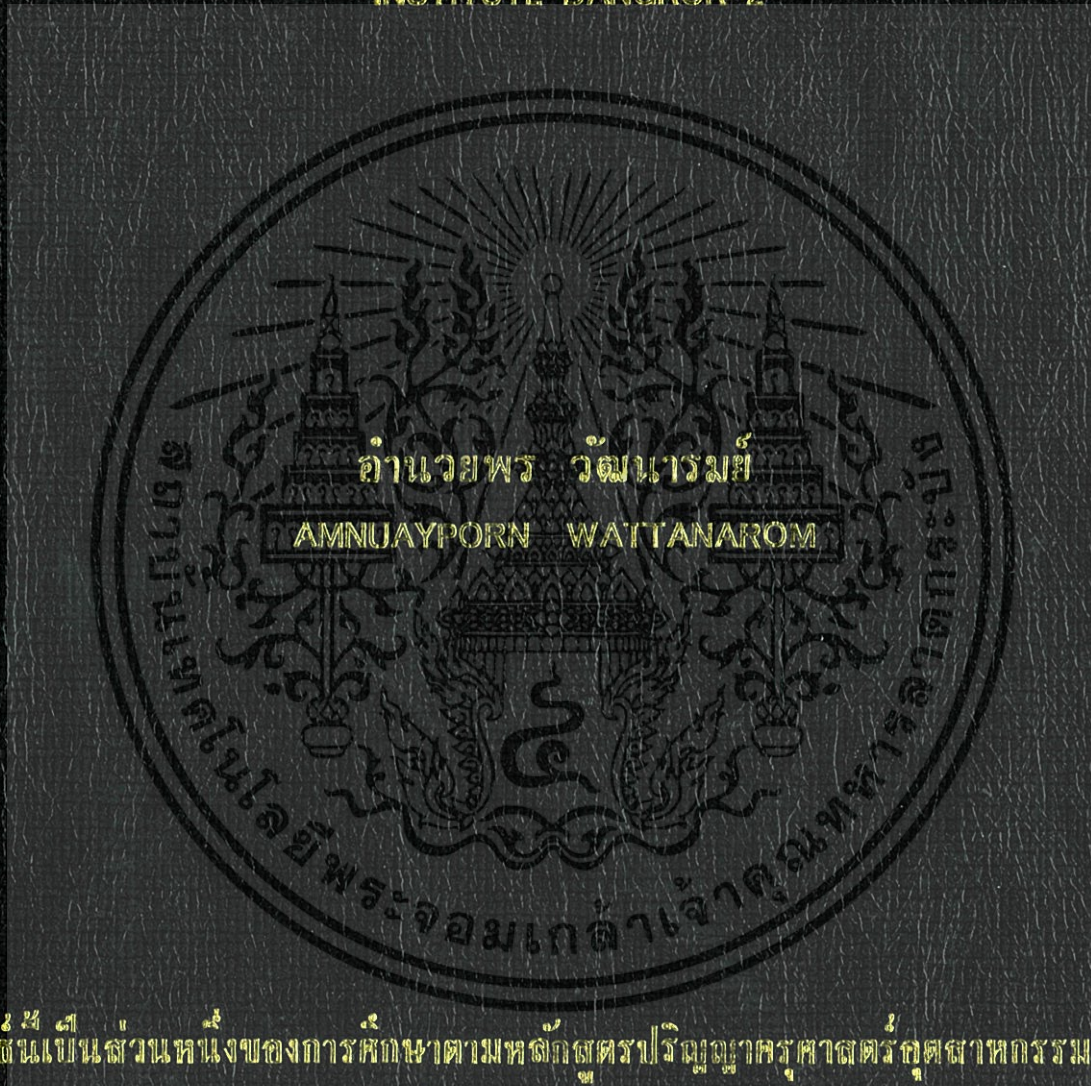 INSTITUTE BANGKOK 2
อำนวยพร วัฒนารมย์
AMNUAYPORN WATTANAROM
สถาบันเทคโนโลยีพระจอมเกล้าเจ้าคุณทหารลาดกระบัง
นี้เป็นส่วนหนึ่งของการศึกษาตามหลักสูตรปริญญาครุศาสตร์อุตสาหกรรม